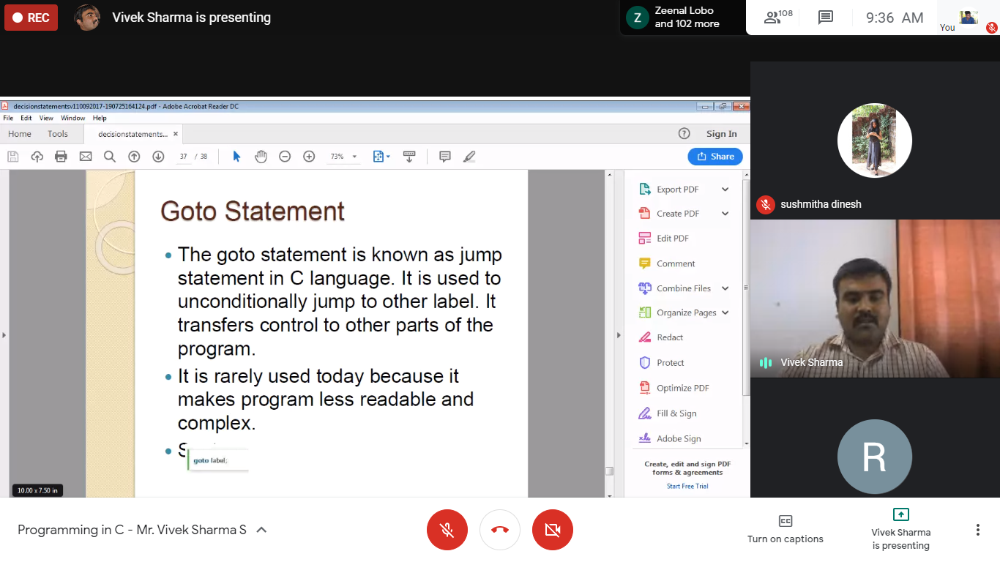 REC
Vivek Sharma is presenting
Z
Zeenal Lobo
and 102 more
108
9:36 AM
You
decisionstatementsv110092017-190725164124.pdf - Adobe Acrobat Reader DC
File Edit View Window Help
Home Tools decisionstatements... × Sign In
37 / 38 73% Share
Goto Statement
• The goto statement is known as jump
statement in C language. It is used to
unconditionally jump to other label. It
transfers control to other parts of the
program.
• It is rarely used today because it
makes program less readable and
complex.
•
goto label;
10.00 x 7.50 in
Export PDF
Create PDF
Edit PDF
Comment
Combine Files
Organize Pages
Redact
Protect
Optimize PDF
Fill & Sign
Adobe Sign
Create, edit and sign PDF
forms & agreements
Start Free Trial
sushmitha dinesh
Vivek Sharma
R
Programming in C - Mr. Vivek Sharma S
CC
Turn on captions
Vivek Sharma
is presenting